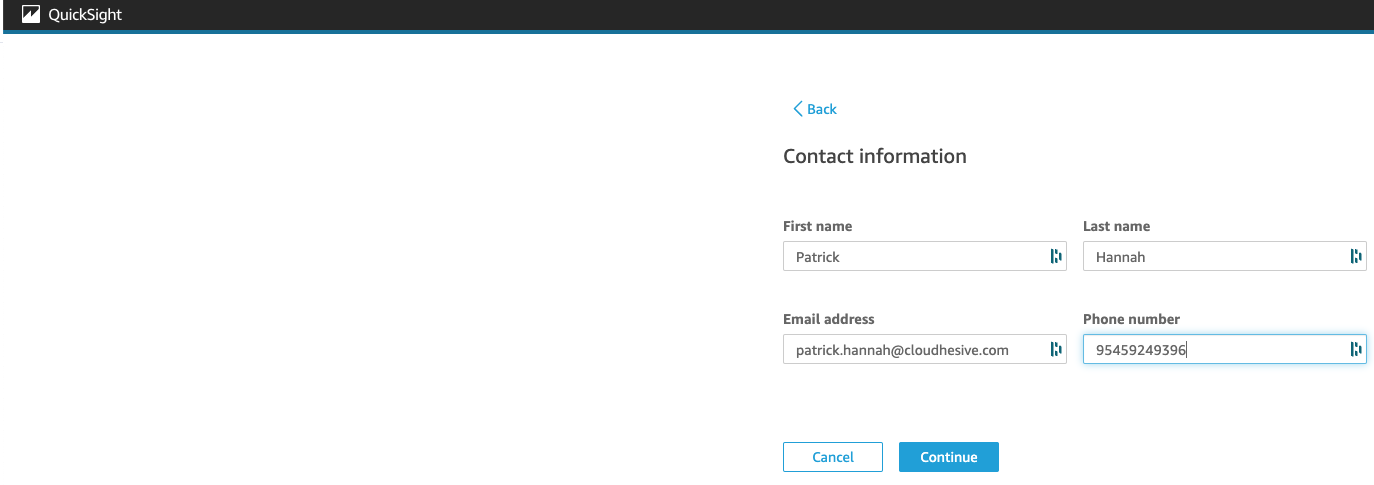 QuickSight
Back
Contact information
First name Last name
Patrick Hannah
Email address Phone number
patrick.hannah@cloudhesive.com 95459249396
Cancel Continue